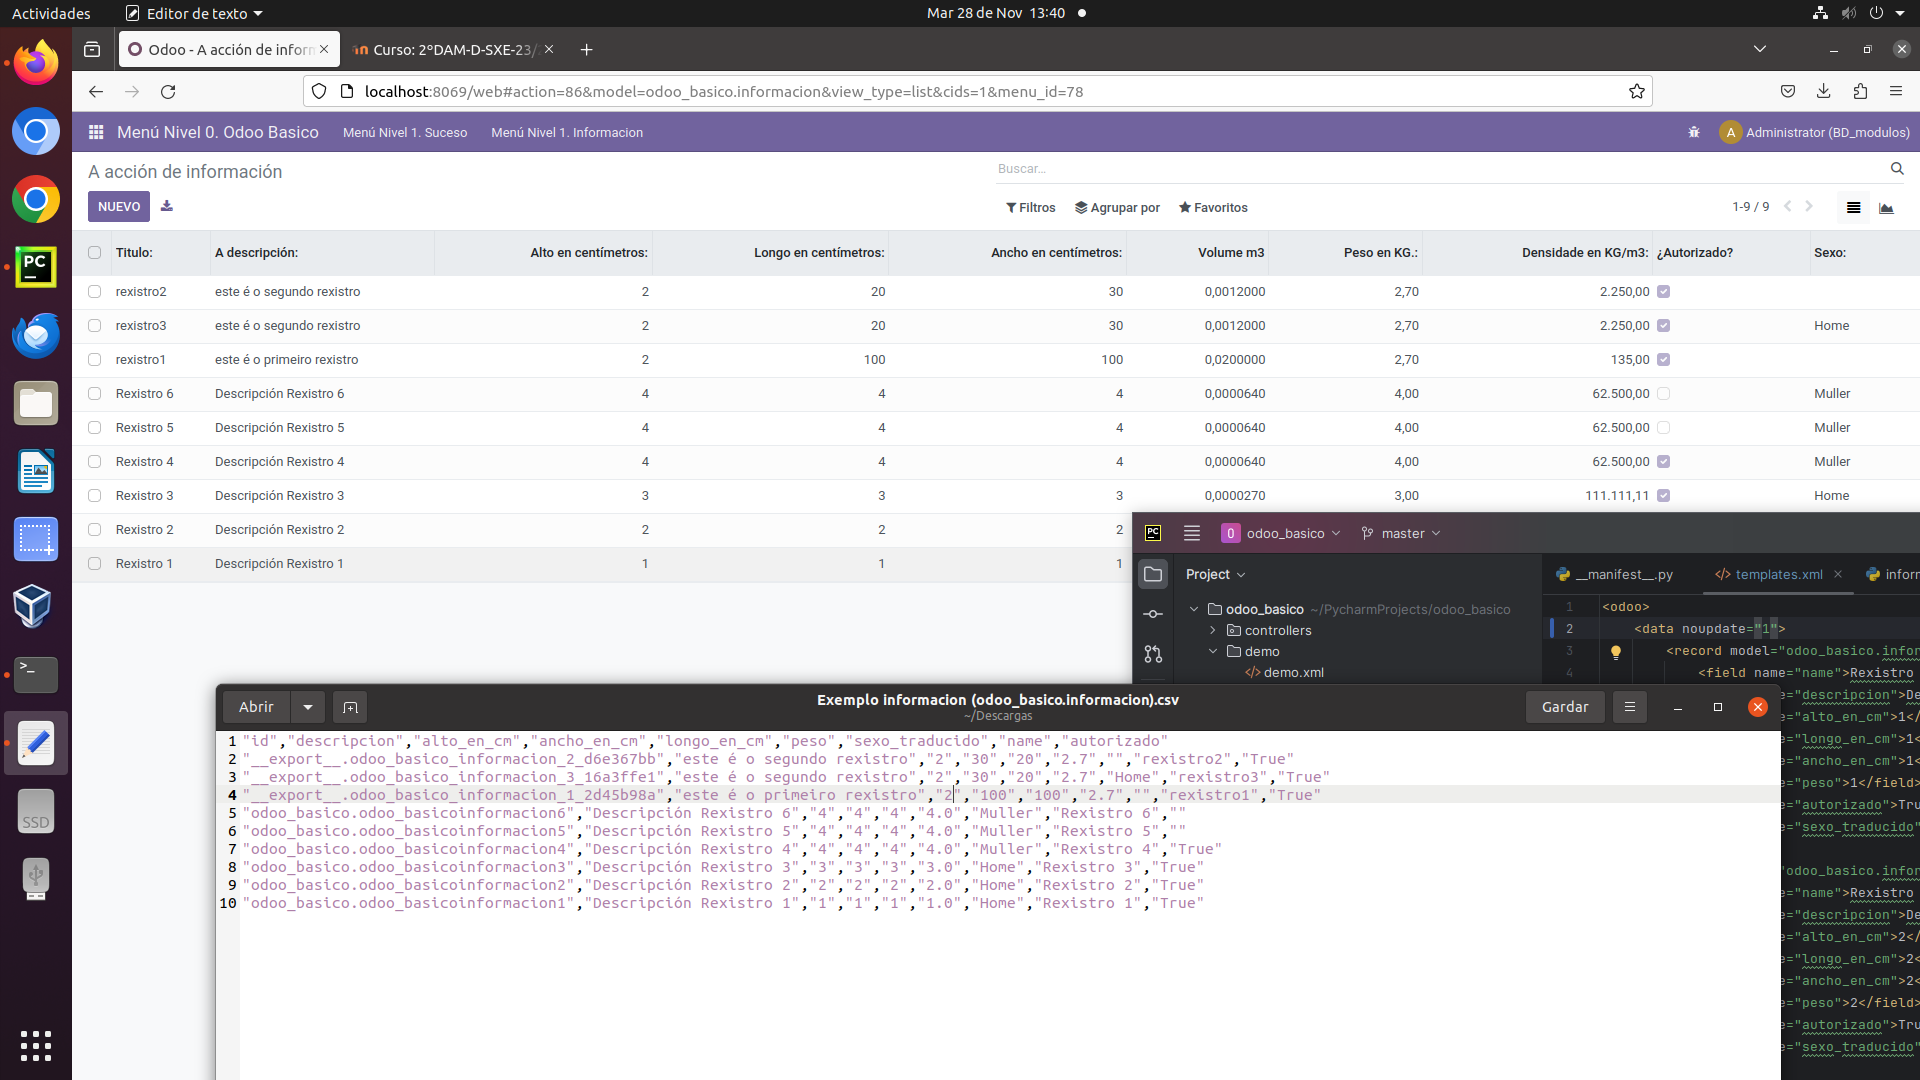 Actividades
Editor de texto
Mar 28 de Nov 13:40
Odoo - A acción de inform
Curso: 2ºDAM-D-SXE-23/2
localhost:8069/web#action=86&model=odoo_basico.informacion&view_type=list&cids=1&menu_id=78
Menú Nivel 0. Odoo Basico
Menú Nivel 1. Suceso
Menú Nivel 1. Informacion
A
Administrator (BD_modulos)
A acción de información
Buscar...
NUEVO
Filtros
Agrupar por
Favoritos
1-9 / 9
Titulo: A descripción: Alto en centímetros: Longo en centímetros: Ancho en centímetros: Volume m3 Peso en KG.: Densidade en KG/m3: ¿Autorizado? Sexo:
rexistro2 este é o segundo rexistro 2 20 30 0,0012000 2,70 2.250,00
rexistro3 este é o segundo rexistro 2 20 30 0,0012000 2,70 2.250,00 Home
rexistro1 este é o primeiro rexistro 2 100 100 0,0200000 2,70 135,00
Rexistro 6 Descripción Rexistro 6 4 4 4 0,0000640 4,00 62.500,00 Muller
Rexistro 5 Descripción Rexistro 5 4 4 4 0,0000640 4,00 62.500,00 Muller
Rexistro 4 Descripción Rexistro 4 4 4 4 0,0000640 4,00 62.500,00 Muller
Rexistro 3 Descripción Rexistro 3 3 3 3 0,0000270 3,00 111.111,11 Home
Rexistro 2 Descripción Rexistro 2 2 2 2
Rexistro 1 Descripción Rexistro 1 1 1 1
PC
O odoo_basico master
Project
odoo_basico ~/PycharmProjects/odoo_basico
controllers
demo
demo.xml
__manifest__.py
templates.xml
inforr
1 <odoo>
2 <data noupdate="1">
3 <record model="odoo_basico.infor
4 <field name="name">Rexistro
Abrir
Exemplo informacion (odoo_basico.informacion).csv
~/Descargas
Gardar
1 "id","descripcion","alto_en_cm","ancho_en_cm","longo_en_cm","peso","sexo_traducido","name","autorizado"
2 "__export__.odoo_basico_informacion_2_d6e367bb","este é o segundo rexistro","2","30","20","2.7","","rexistro2","True"
3 "__export__.odoo_basico_informacion_3_16a3ffe1","este é o segundo rexistro","2","30","20","2.7","Home","rexistro3","True"
4 "__export__.odoo_basico_informacion_1_2d45b98a","este é o primeiro rexistro","2","100","100","2.7","","rexistro1","True"
5 "odoo_basico.odoo_basicoinformacion6","Descripción Rexistro 6","4","4","4","4.0","Muller","Rexistro 6",""
6 "odoo_basico.odoo_basicoinformacion5","Descripción Rexistro 5","4","4","4","4.0","Muller","Rexistro 5",""
7 "odoo_basico.odoo_basicoinformacion4","Descripción Rexistro 4","4","4","4","4.0","Muller","Rexistro 4","True"
8 "odoo_basico.odoo_basicoinformacion3","Descripción Rexistro 3","3","3","3","3.0","Home","Rexistro 3","True"
9 "odoo_basico.odoo_basicoinformacion2","Descripción Rexistro 2","2","2","2","2.0","Home","Rexistro 2","True"
10 "odoo_basico.odoo_basicoinformacion1","Descripción Rexistro 1","1","1","1","1.0","Home","Rexistro 1","True"
="descripcion">De
="alto_en_cm">1</
="longo_en_cm">1<
="ancho_en_cm">1<
="peso">1</field>
="autorizado">Tru
="sexo_traducido"
"odoo_basico.infor
="name">Rexistro
="descripcion">De
="alto_en_cm">2</
="longo_en_cm">2<
="ancho_en_cm">2<
="peso">2</field>
="autorizado">Tru
="sexo_traducido"
PC
SSD